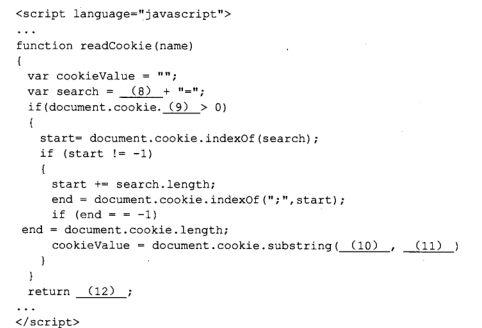 <script language="javascript">
...
function readCookie(name)
{
var cookieValue = "";
var search = (8) + "=";
if(document.cookie. (9) > 0)
{
start= document.cookie.indexOf(search);
if (start != -1)
{
start += search.length;
end = document.cookie.indexOf(";",start);
if (end = = -1)
end = document.cookie.length;
cookieValue = document.cookie.substring( (10) , (11) )
}
}
return (12) ;
...
</script>